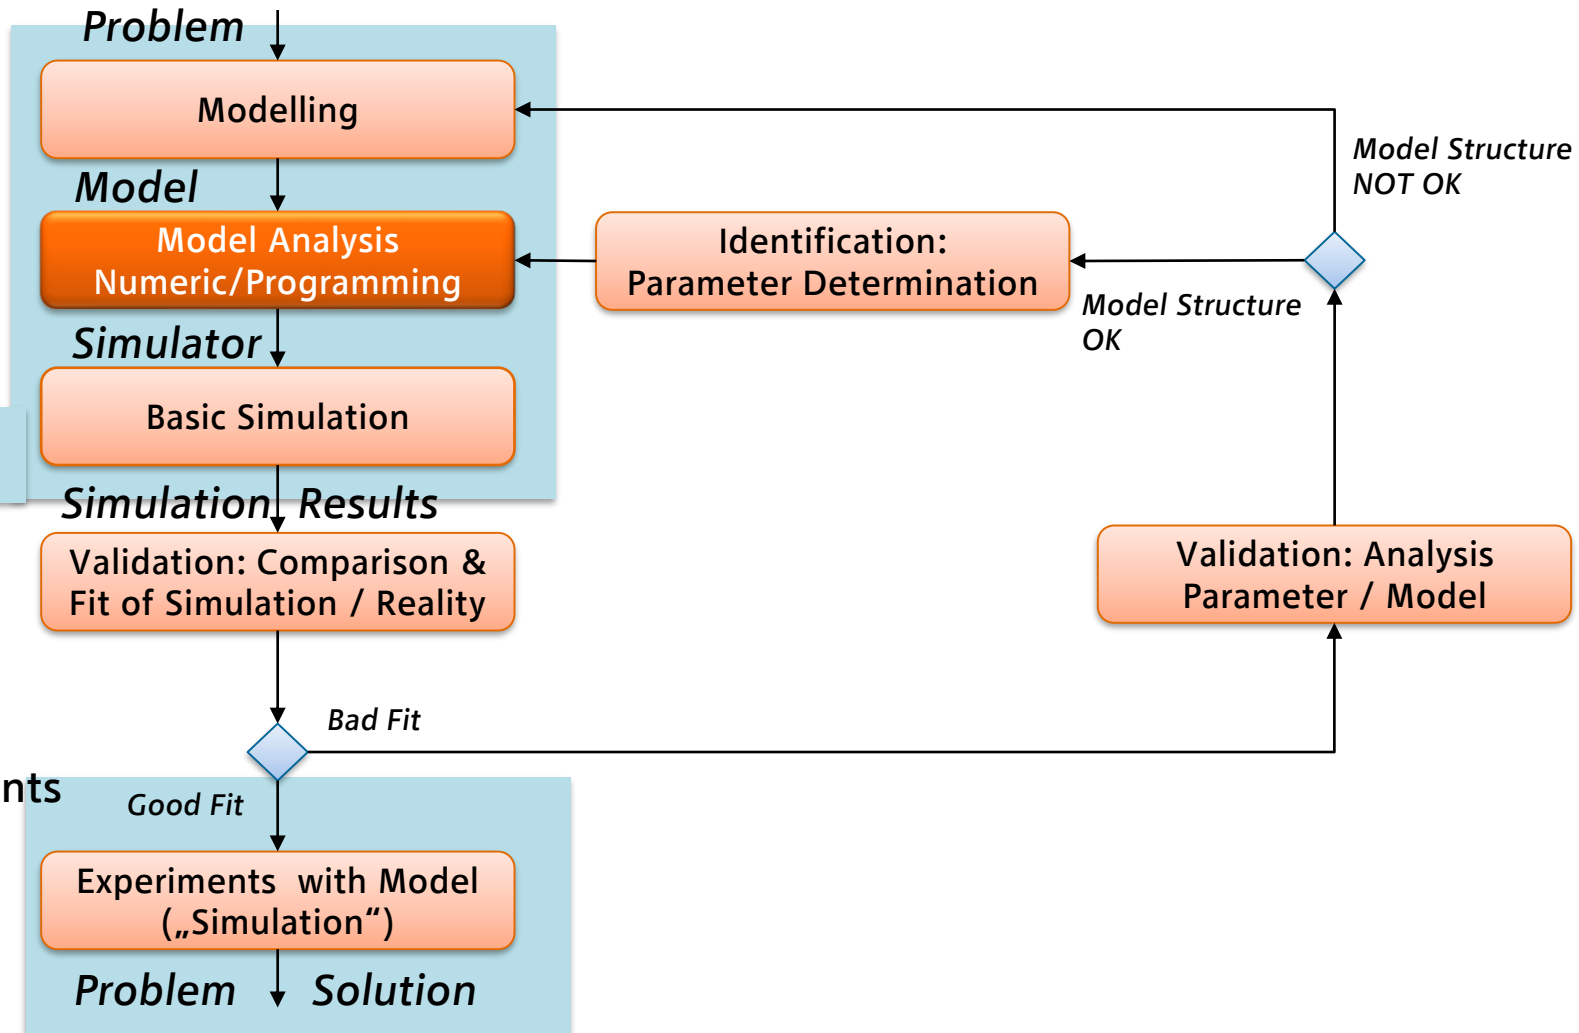 Problem
Modelling
Model Structure
NOT OK
Model
Model Analysis
Numeric/Programming
Identification:
Parameter Determination
Model Structure
OK
Simulator
Basic Simulation
Simulation Results
Validation: Comparison &
Fit of Simulation / Reality
Validation: Analysis
Parameter / Model
Bad Fit
nts
Good Fit
Experiments with Model
(„Simulation“)
Problem Solution